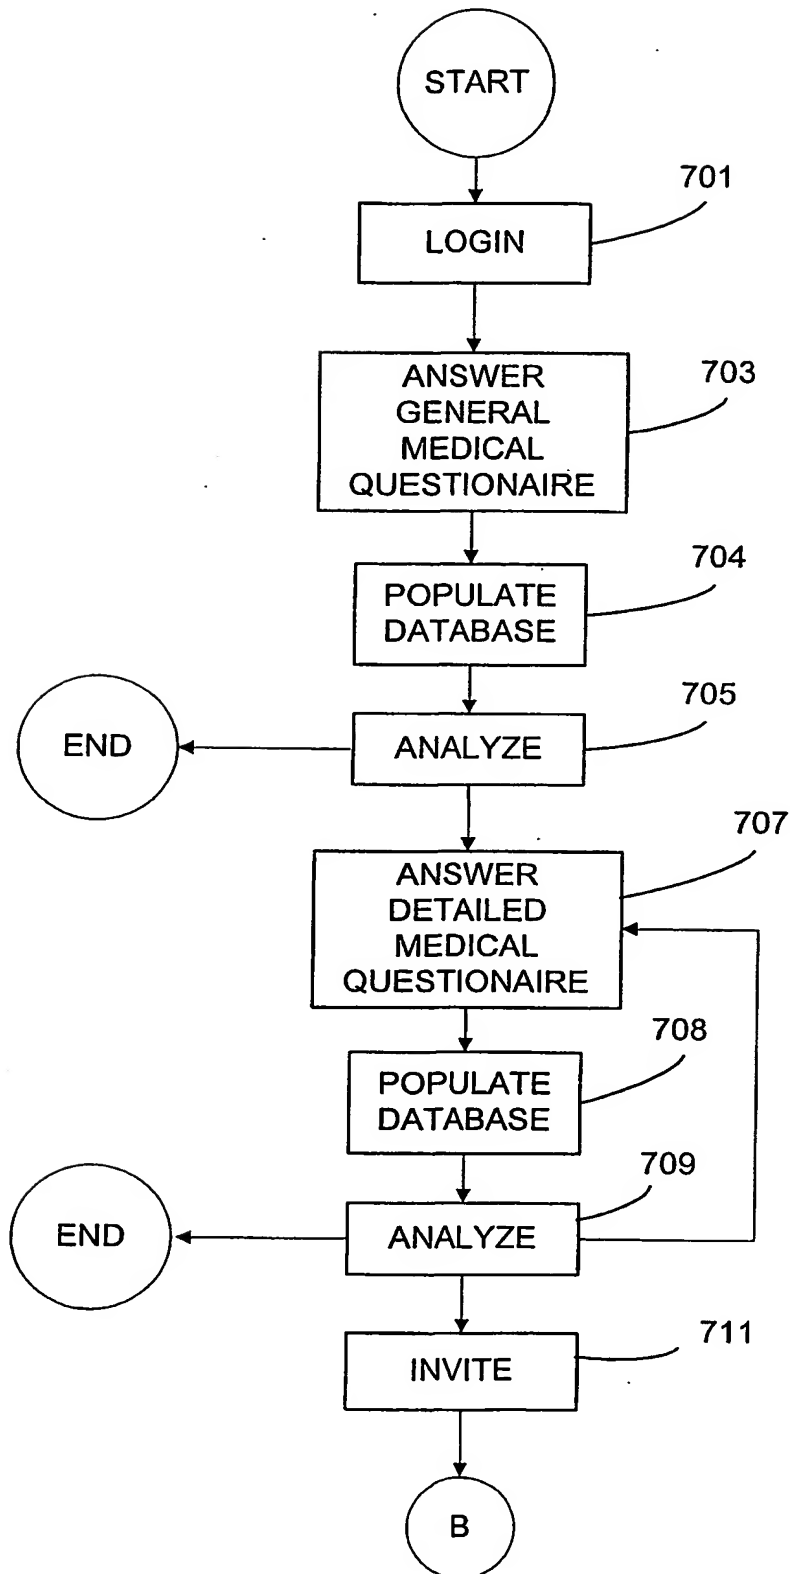 START
701
LOGIN
703
ANSWER
GENERAL
MEDICAL
QUESTIONAIRE
704
POPULATE
DATABASE
705
END
ANALYZE
707
ANSWER
DETAILED
MEDICAL
QUESTIONAIRE
708
POPULATE
DATABASE
709
END
ANALYZE
711
INVITE
B